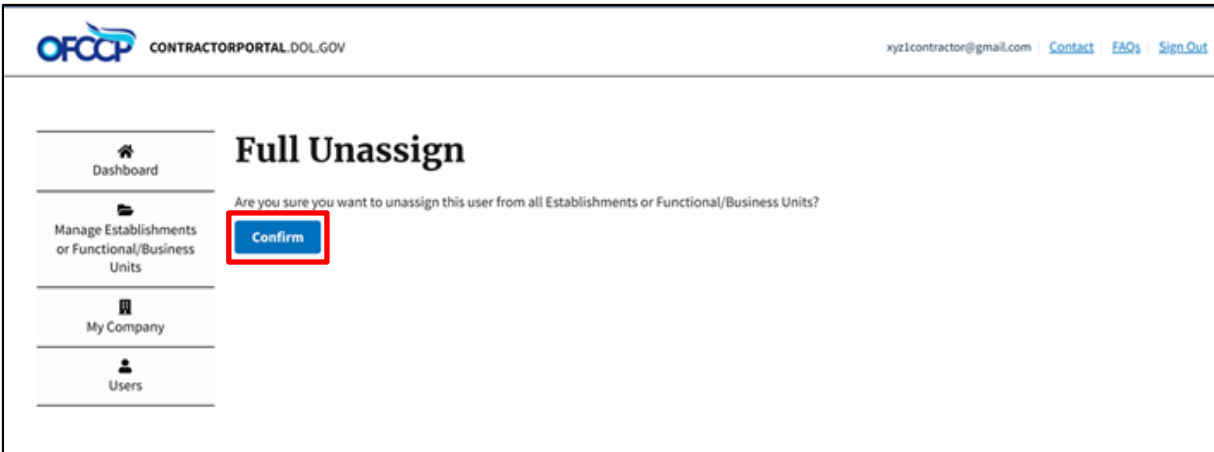 OFCCP CONTRACTORPORTAL.DOL.GOV
xyz1contractor@gmail.com | Contact | FAQs | Sign Out
Dashboard
Manage Establishments
or Functional/Business
Units
My Company
Users
Full Unassign
Are you sure you want to unassign this user from all Establishments or Functional/Business Units?
Confirm